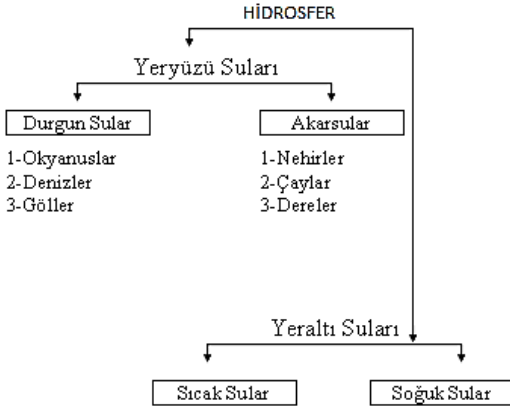 HİDROSFER
Yeryüzü Suları
Durgun Sular
Akarsular
1-Okyanuslar
2-Denizler
3-Göller
1-Nehirler
2-Çaylar
3-Dereler
Yeraltı Suları
Sıcak Sular
Soğuk Sular